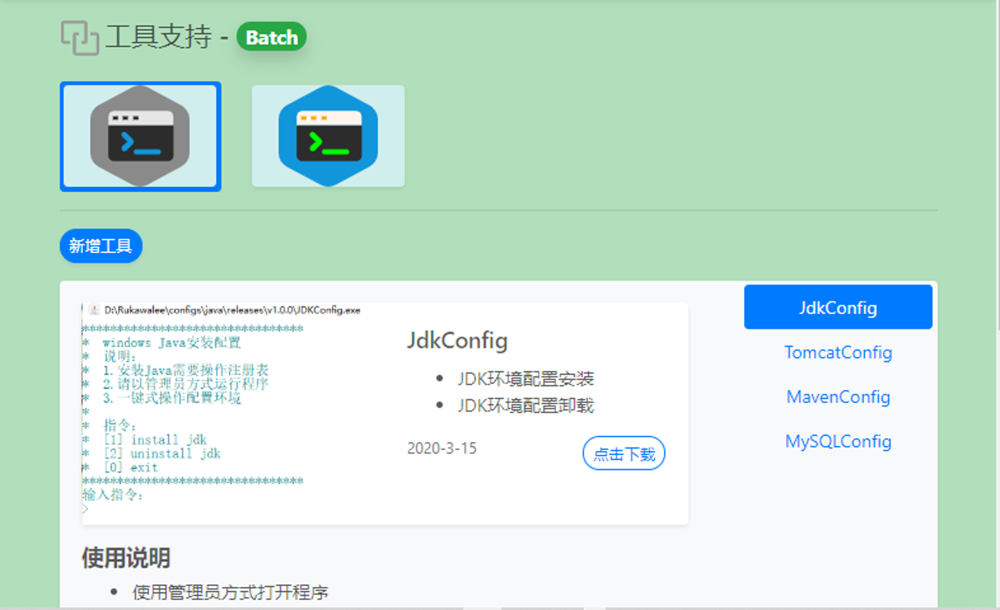 工具支持 - Batch
新增工具
D:\Rukawalee\configs\java\releases\v1.0.0\JDKConfig.exe
********************************
* windows Java安装配置
* 说明:
* 1.安装Java需要操作注册表
* 2.请以管理员方式运行程序
* 3.一键式操作配置环境
*
* 指令:
* [1] install jdk
* [2] uninstall jdk
* [0] exit
********************************
输入指令:
>
JdkConfig
• JDK环境配置安装
• JDK环境配置卸载
2020-3-15
点击下载
JdkConfig
TomcatConfig
MavenConfig
MySQLConfig
使用说明
• 使用管理员方式打开程序